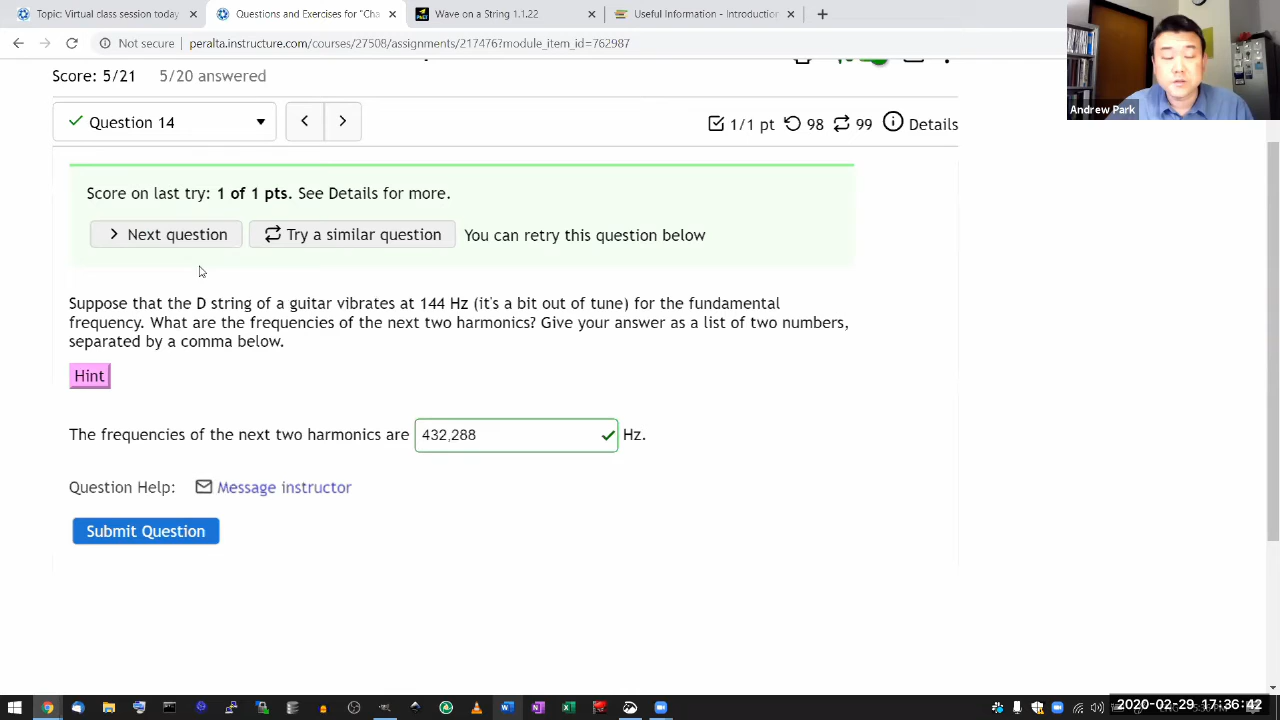 Topic: Virtual class session today
Questions and Exercises for "Cha
Wave on a String 1.1.22
Useful Information - Introduction
Not secure | peralta.instructure.com/courses/27508/assignments/217476?module_item_id=762987
Andrew Park
Score: 5/21 5/20 answered
Question 14
1/1 pt 98 99 Details
Score on last try: 1 of 1 pts. See Details for more.
Next question Try a similar question You can retry this question below
Suppose that the D string of a guitar vibrates at 144 Hz (it's a bit out of tune) for the fundamental
frequency. What are the frequencies of the next two harmonics? Give your answer as a list of two numbers,
separated by a comma below.
Hint
The frequencies of the next two harmonics are 432,288 Hz.
Question Help: Message instructor
Submit Question
2020-02-29 17:36:42